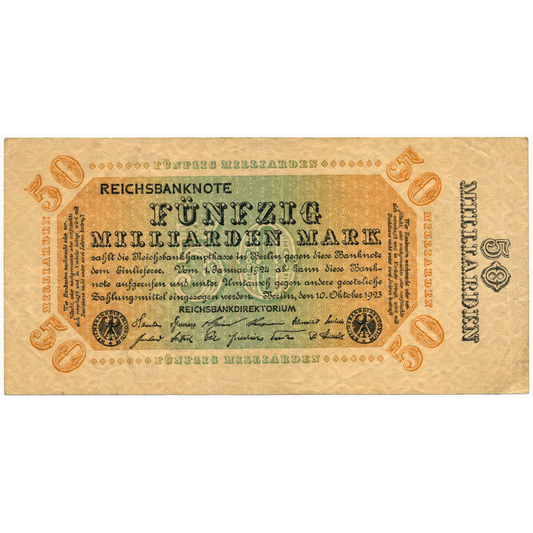 50
FÜNFZIG MILLIARDEN
50
REICHSBANKNOTE
FÜNFZIG
MILLIARDEN MARK
zahlt die Reichsbankhauptkasse in Berlin gegen diese Banknote
dem Einlieferer. Vom 1. Januar 1924 ab kann diese Bank-
note aufgerufen und unter Umtausch gegen andere gesetzliche
Zahlungsmittel eingezogen werden. Berlin, den 10. Oktober 1923
REICHSBANKDIREKTORIUM
MILLIARDEN
MILLIARDEN
50
FÜNFZIG MILLIARDEN
50
50
MILLIARDEN